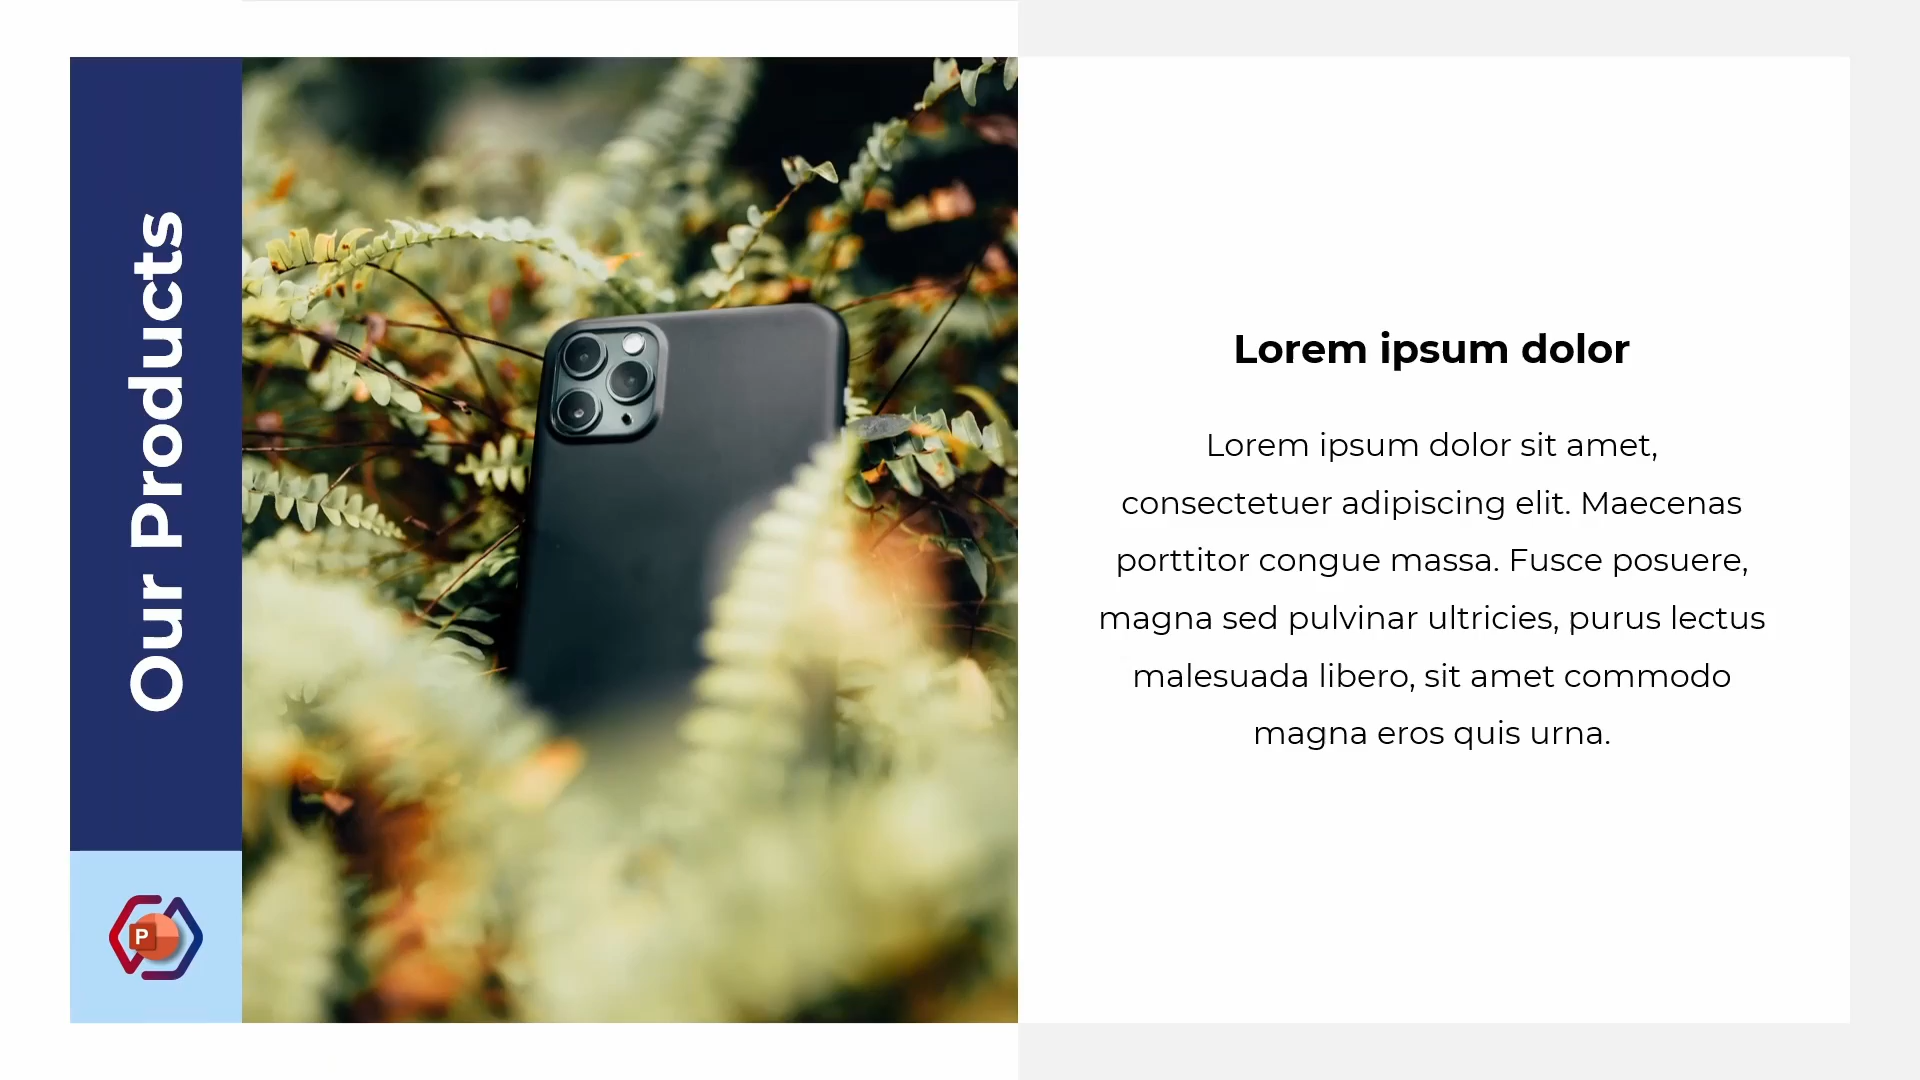 Our Products
P
Lorem ipsum dolor
Lorem ipsum dolor sit amet,
consectetuer adipiscing elit. Maecenas
porttitor congue massa. Fusce posuere,
magna sed pulvinar ultricies, purus lectus
malesuada libero, sit amet commodo
magna eros quis urna.